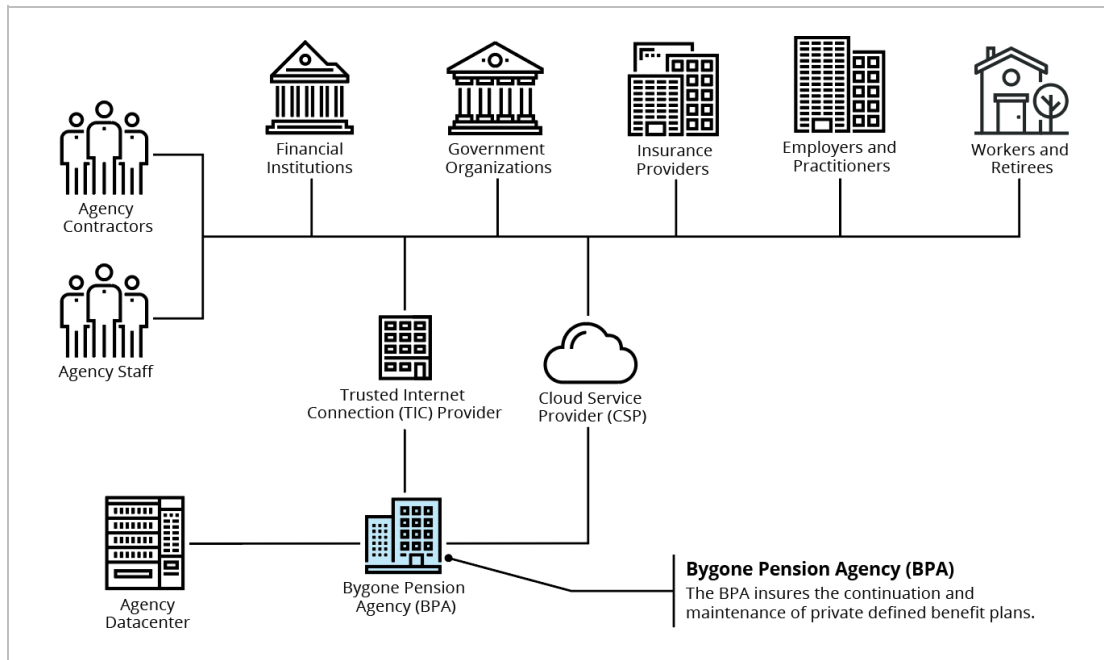 Financial
Institutions
Government
Organizations
Insurance
Providers
Employers and
Practitioners
Workers and
Retirees
Agency
Contractors
Agency Staff
Trusted Internet
Connection (TIC) Provider
Cloud Service
Provider (CSP)
Agency
Datacenter
Bygone Pension
Agency (BPA)
Bygone Pension Agency (BPA)
The BPA insures the continuation and
maintenance of private defined benefit plans.